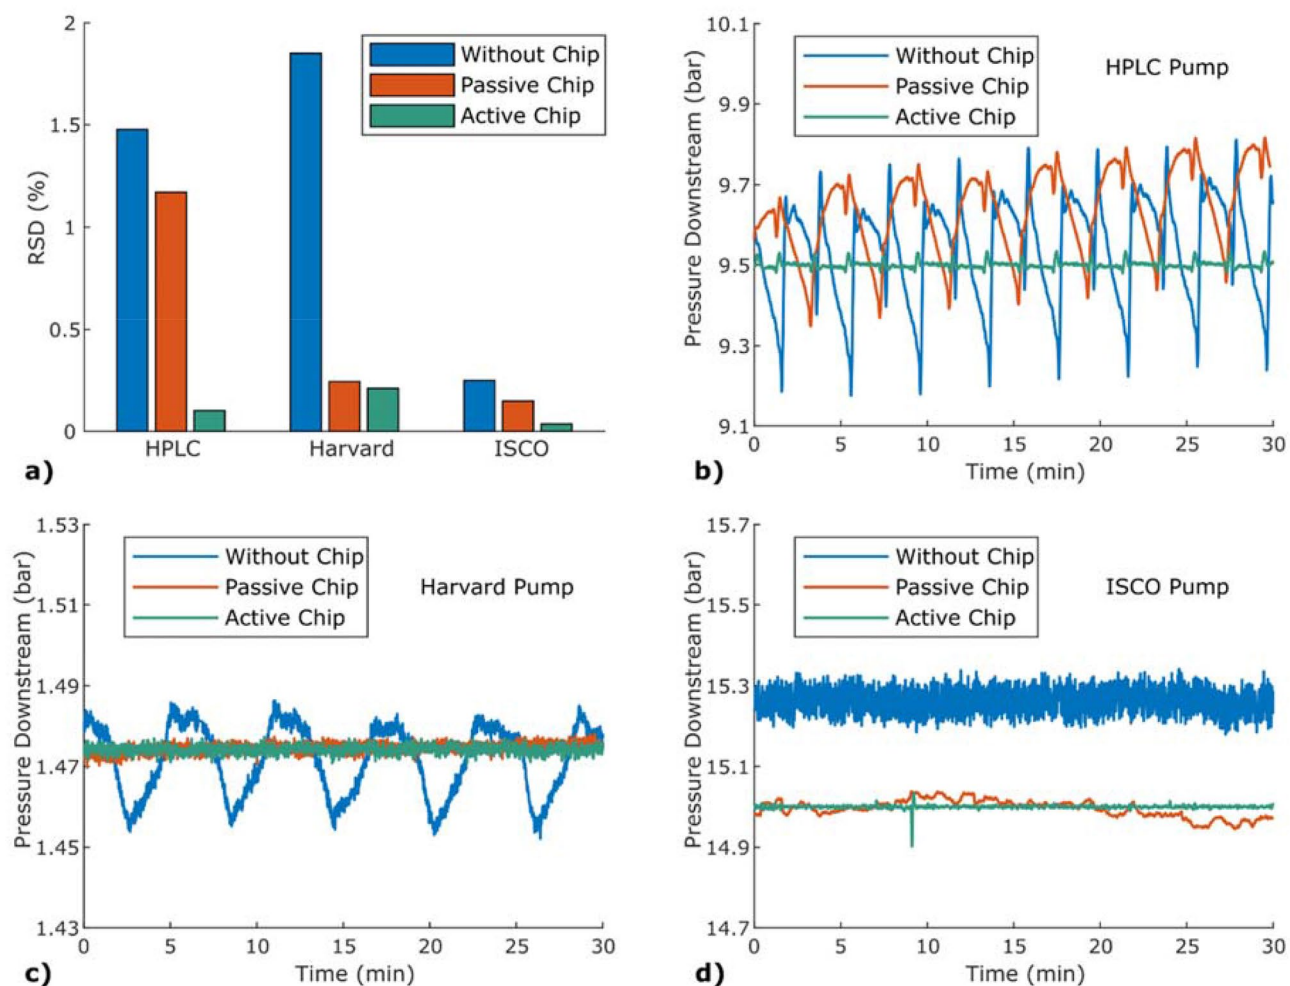 2
1.5
1
0.5
0
RSD (%)
Without Chip
Passive Chip
Active Chip
HPLC
Harvard
ISCO
a)
10.1
9.9
9.7
9.5
9.3
9.1
Pressure Downstream (bar)
Without Chip
Passive Chip
Active Chip
HPLC Pump
0 5 10 15 20 25 30
Time (min)
b)
1.53
1.51
1.49
1.47
1.45
1.43
Pressure Downstream (bar)
Without Chip
Passive Chip
Active Chip
Harvard Pump
0 5 10 15 20 25 30
Time (min)
c)
15.7
15.5
15.3
15.1
14.9
14.7
Pressure Downstream (bar)
Without Chip
Passive Chip
Active Chip
ISCO Pump
0 5 10 15 20 25 30
Time (min)
d)